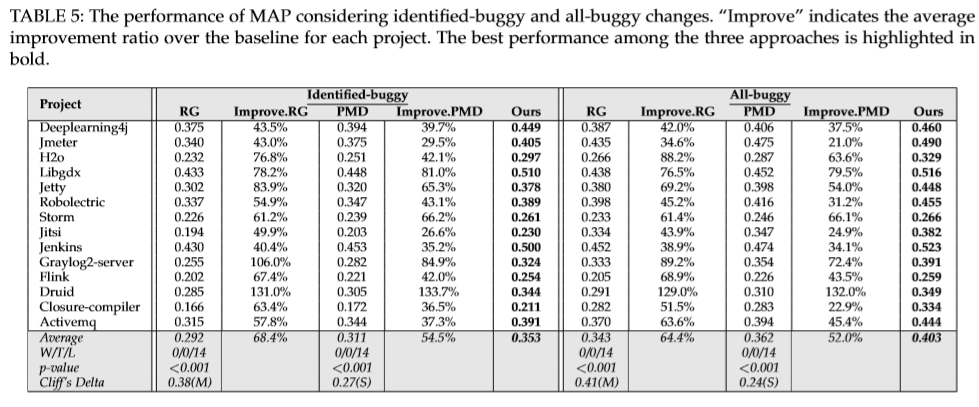 TABLE 5: The performance of MAP considering identified-buggy and all-buggy changes. “Improve” indicates the average
improvement ratio over the baseline for each project. The best performance among the three approaches is highlighted in
bold.
Project Identified-buggy All-buggy
RG Improve.RG PMD Improve.PMD Ours RG Improve.RG PMD Improve.PMD Ours
Deeplearning4j 0.375 43.5% 0.394 39.7% 0.449 0.387 42.0% 0.406 37.5% 0.460
Jmeter 0.340 43.0% 0.375 29.5% 0.405 0.435 34.6% 0.475 21.0% 0.490
H2o 0.232 76.8% 0.251 42.1% 0.297 0.266 88.2% 0.287 63.6% 0.329
Libgdx 0.433 78.2% 0.448 81.0% 0.510 0.438 76.5% 0.452 79.5% 0.516
Jetty 0.302 83.9% 0.320 65.3% 0.378 0.380 69.2% 0.398 54.0% 0.448
Robolectric 0.337 54.9% 0.347 43.1% 0.389 0.398 45.2% 0.416 31.2% 0.455
Storm 0.226 61.2% 0.239 66.2% 0.261 0.233 61.4% 0.246 66.1% 0.266
Jitsi 0.194 49.9% 0.203 26.6% 0.230 0.334 43.9% 0.347 24.9% 0.382
Jenkins 0.430 40.4% 0.453 35.2% 0.500 0.452 38.9% 0.474 34.1% 0.523
Graylog2-server 0.255 106.0% 0.282 84.9% 0.324 0.333 89.2% 0.354 72.4% 0.391
Flink 0.202 67.4% 0.221 42.0% 0.254 0.205 68.9% 0.226 43.5% 0.259
Druid 0.285 131.0% 0.305 133.7% 0.344 0.291 129.0% 0.310 132.0% 0.349
Closure-compiler 0.166 63.4% 0.172 36.5% 0.211 0.282 51.5% 0.283 22.9% 0.334
Activemq 0.315 57.8% 0.344 37.3% 0.391 0.370 63.6% 0.394 45.4% 0.444
Average 0.292 68.4% 0.311 54.5% 0.353 0.343 64.4% 0.362 52.0% 0.403
W/T/L 0/0/14 0/0/14 0/0/14 0/0/14
p-value <0.001 <0.001 <0.001 <0.001
Cliff's Delta 0.38(M) 0.27(S) 0.41(M) 0.24(S)